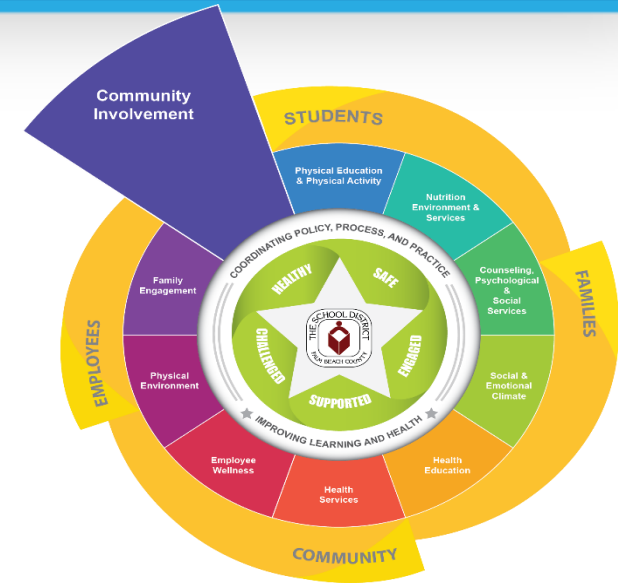 Community
Involvement
STUDENTS
Physical Education
& Physical Activity
Nutrition
Environment &
Services
Counseling,
Psychological
&
Social
Services
FAMILIES
Social &
Emotional
Climate
Health
Education
COMMUNITY
Health
Services
Employee
Wellness
Physical
Environment
EMPLOYEES
Family
Engagement
COORDINATING POLICY, PROCESS, AND PRACTICE
IMPROVING LEARNING AND HEALTH
HEALTHY
SAFE
ENGAGED
SUPPORTED
CHALLENGED
THE SCHOOL DISTRICT
PALM BEACH COUNTY